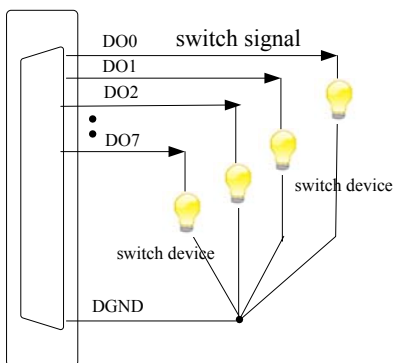 DO0 switch signal
DO1
DO2
DO7
switch device
switch device
DGND